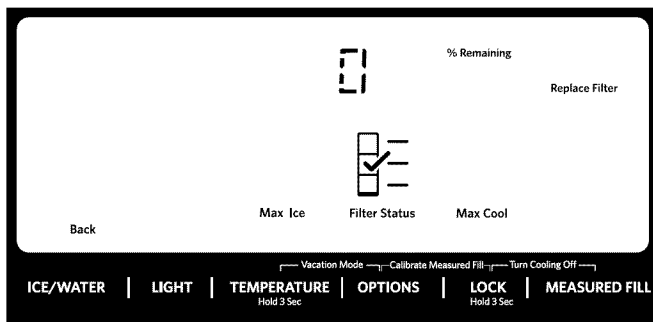 0
% Remaining
Replace Filter
Max Ice
Filter Status
Max Cool
Back
Vacation Mode
Calibrate Measured Fill
Turn Cooling Off
ICE/WATER | LIGHT | TEMPERATURE | OPTIONS | LOCK | MEASURED FILL
Hold 3 Sec
Hold 3 Sec